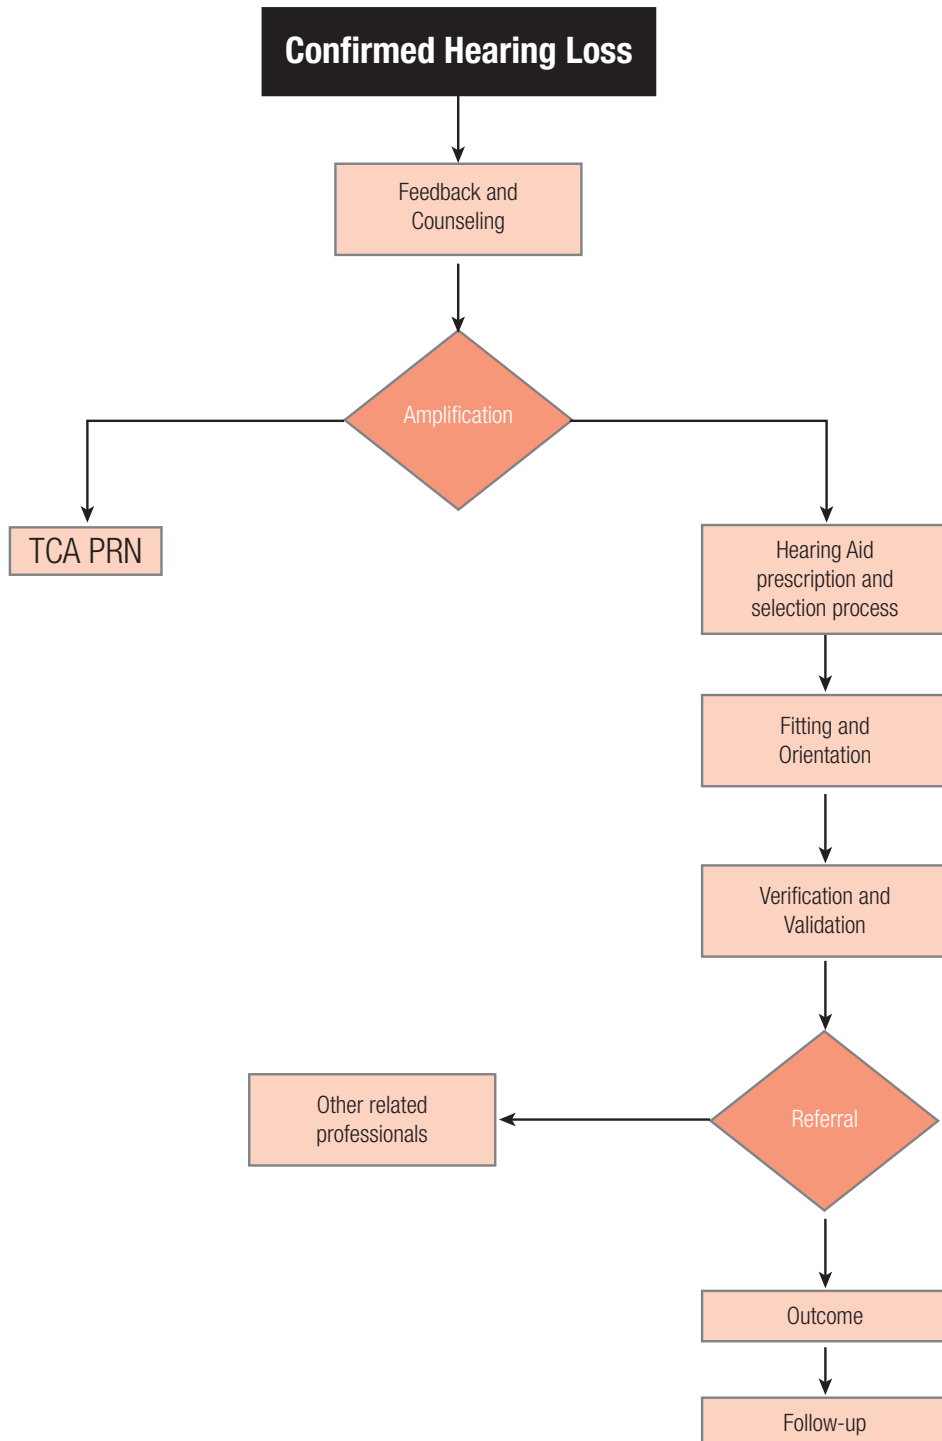 Confirmed Hearing Loss
Feedback and
Counseling
Amplification
TCA PRN
Hearing Aid
prescription and
selection process
Fitting and
Orientation
Verification and
Validation
Referral
Other related
professionals
Outcome
Follow-up